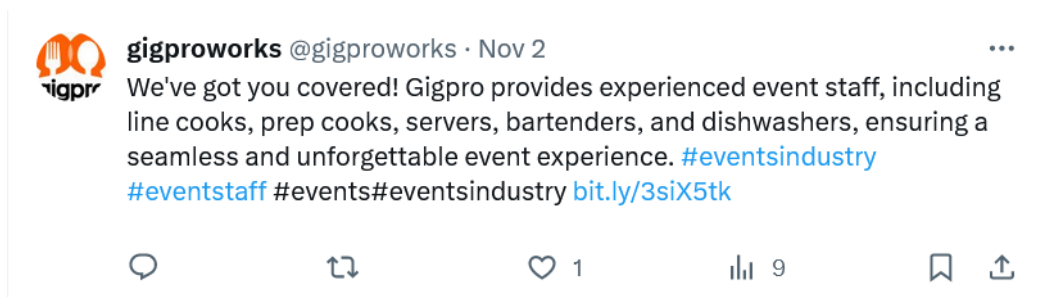 gigproworks @gigproworks · Nov 2
We've got you covered! Gigpro provides experienced event staff, including
line cooks, prep cooks, servers, bartenders, and dishwashers, ensuring a
seamless and unforgettable event experience. #eventsindustry
#eventstaff #events#eventsindustry bit.ly/3siX5tk
1 9